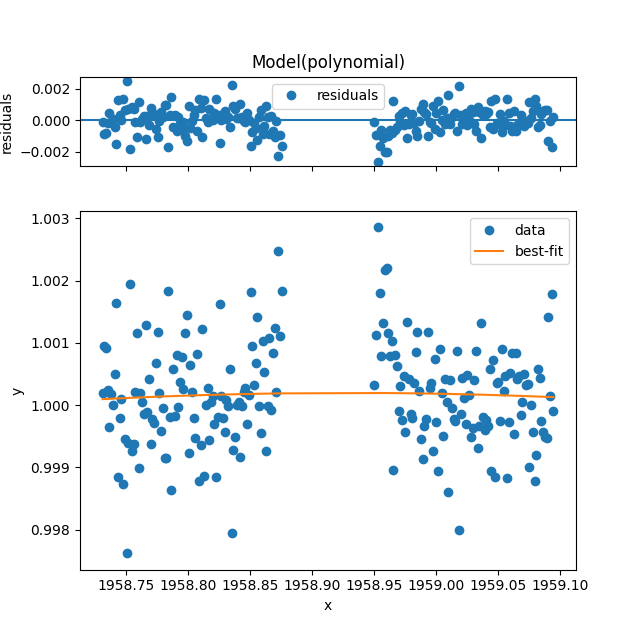 Model(polynomial)
residuals
0.002
0.000
−0.002
residuals
1.003
1.002
1.001
1.000
0.999
0.998
y
data
best-fit
1958.75 1958.80 1958.85 1958.90 1958.95 1959.00 1959.05 1959.10
x